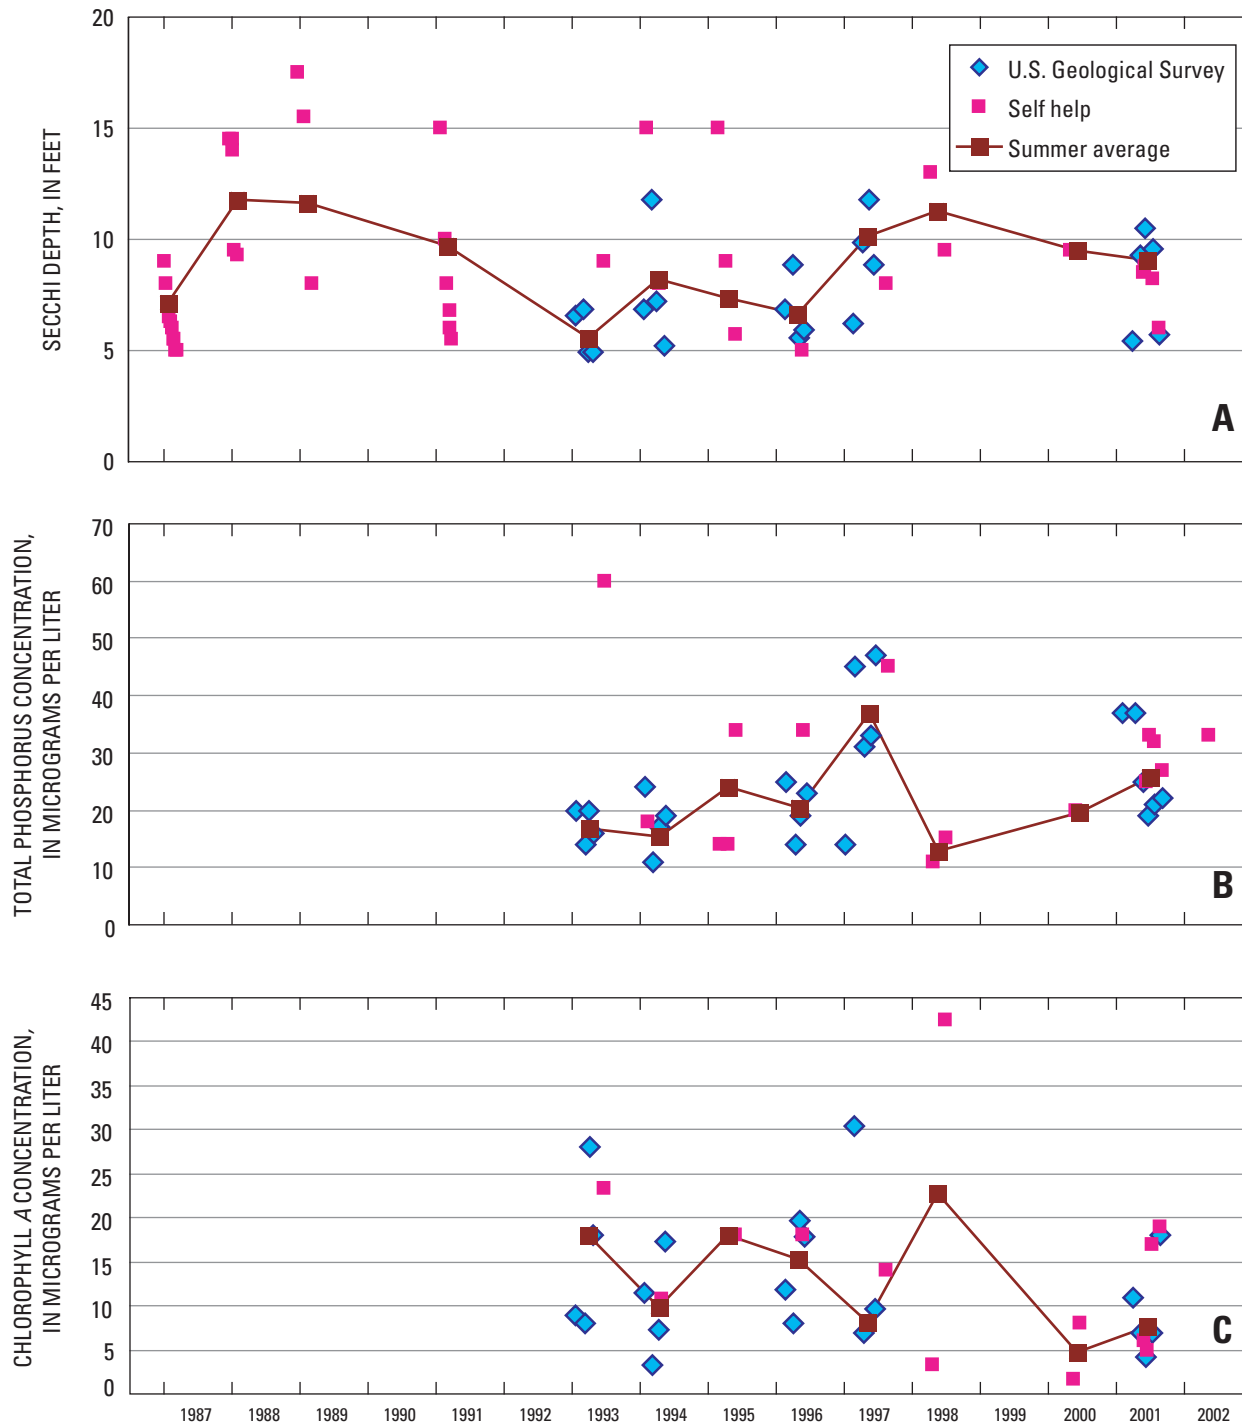 20
15
10
5
0
SECCHI DEPTH, IN FEET
U.S. Geological Survey
Self help
Summer average
A
70
60
50
40
30
20
10
0
TOTAL PHOSPHORUS CONCENTRATION,
IN MICROGRAMS PER LITER
B
45
40
35
30
25
20
15
10
5
0
CHLOROPHYLL A CONCENTRATION,
IN MICROGRAMS PER LITER
C
1987 1988 1989 1990 1991 1992 1993 1994 1995 1996 1997 1998 1999 2000 2001 2002